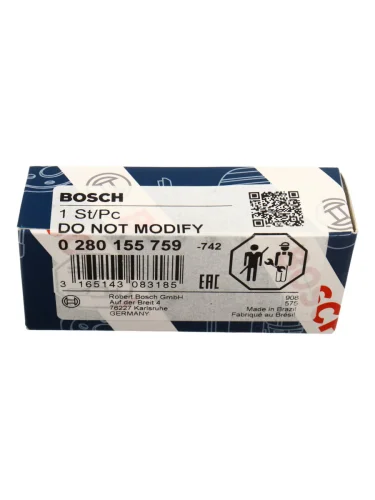 BOSCH
1 St/Pc
DO NOT MODIFY
0 280 155 759 -742
3 165143 083185
EAC
Robert Bosch GmbH
Auf der Breit 4
76227 Karlsruhe
GERMANY
906
575
Made in Brazil
Fabriqué au Brésil